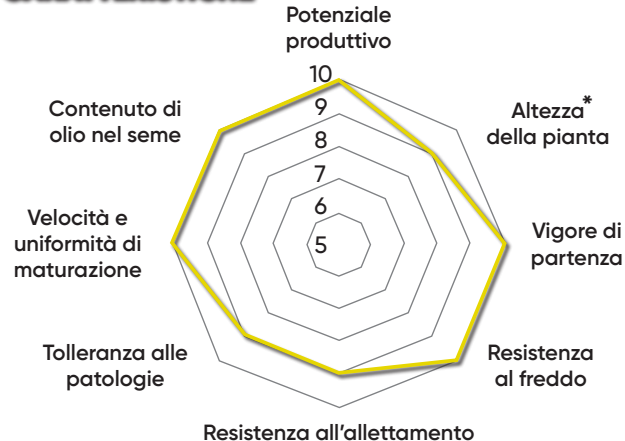 Potenziale
produttivo
10
9
8
7
6
5
Altezza*
della pianta
Vigore di
partenza
Resistenza
al freddo
Resistenza all'allettamento
Tolleranza alle
patologie
Velocità e
uniformità di
maturazione
Contenuto di
olio nel seme